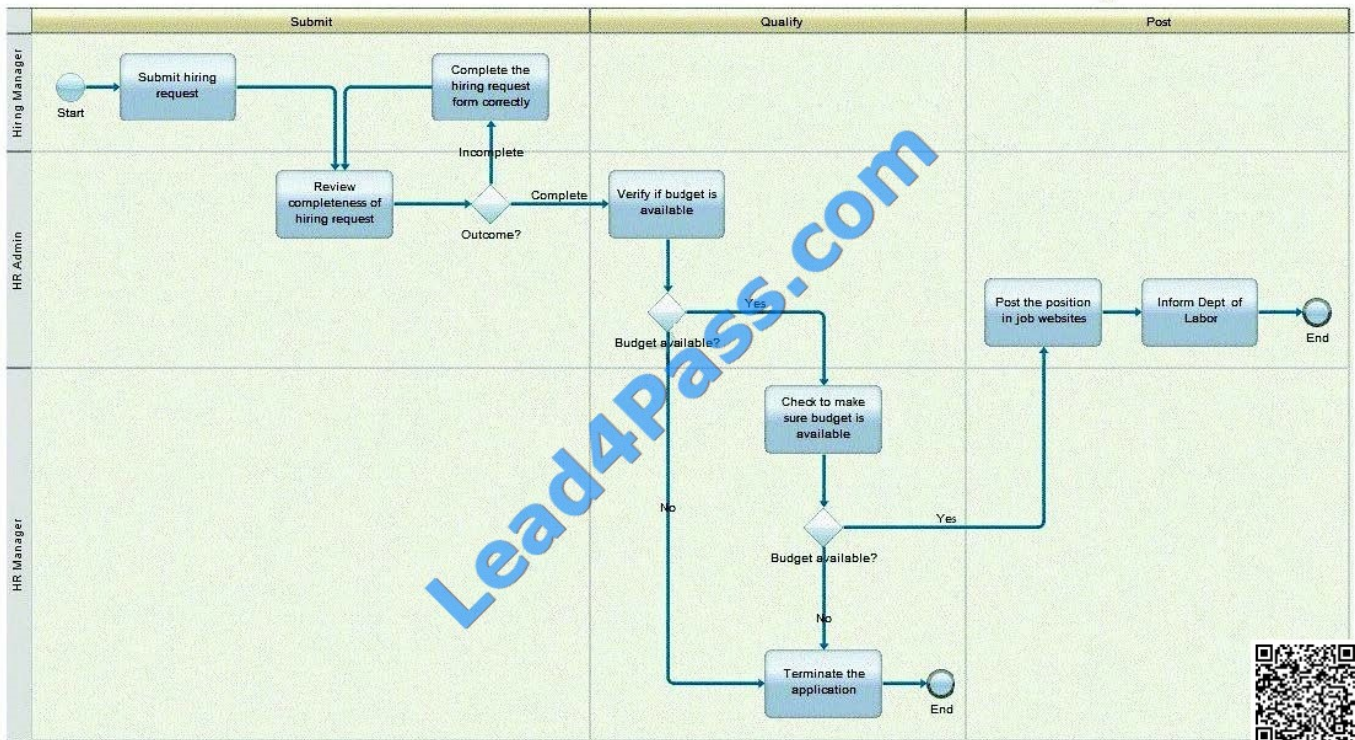 Submit
Qualify
Post
Hiring Manager
Start
Submit hiring
request
Complete the
hiring request
form correctly
Incomplete
HR Admin
Review
completeness of
hiring request
Outcome?
Complete
Verify if budget is
available
Budget available?
Yes
Post the position
in job websites
Inform Dept of
Labor
End
HR Manager
Check to make
sure budget is
available
No
Budget available?
Yes
No
Terminate the
application
End
Lead4Pass.com